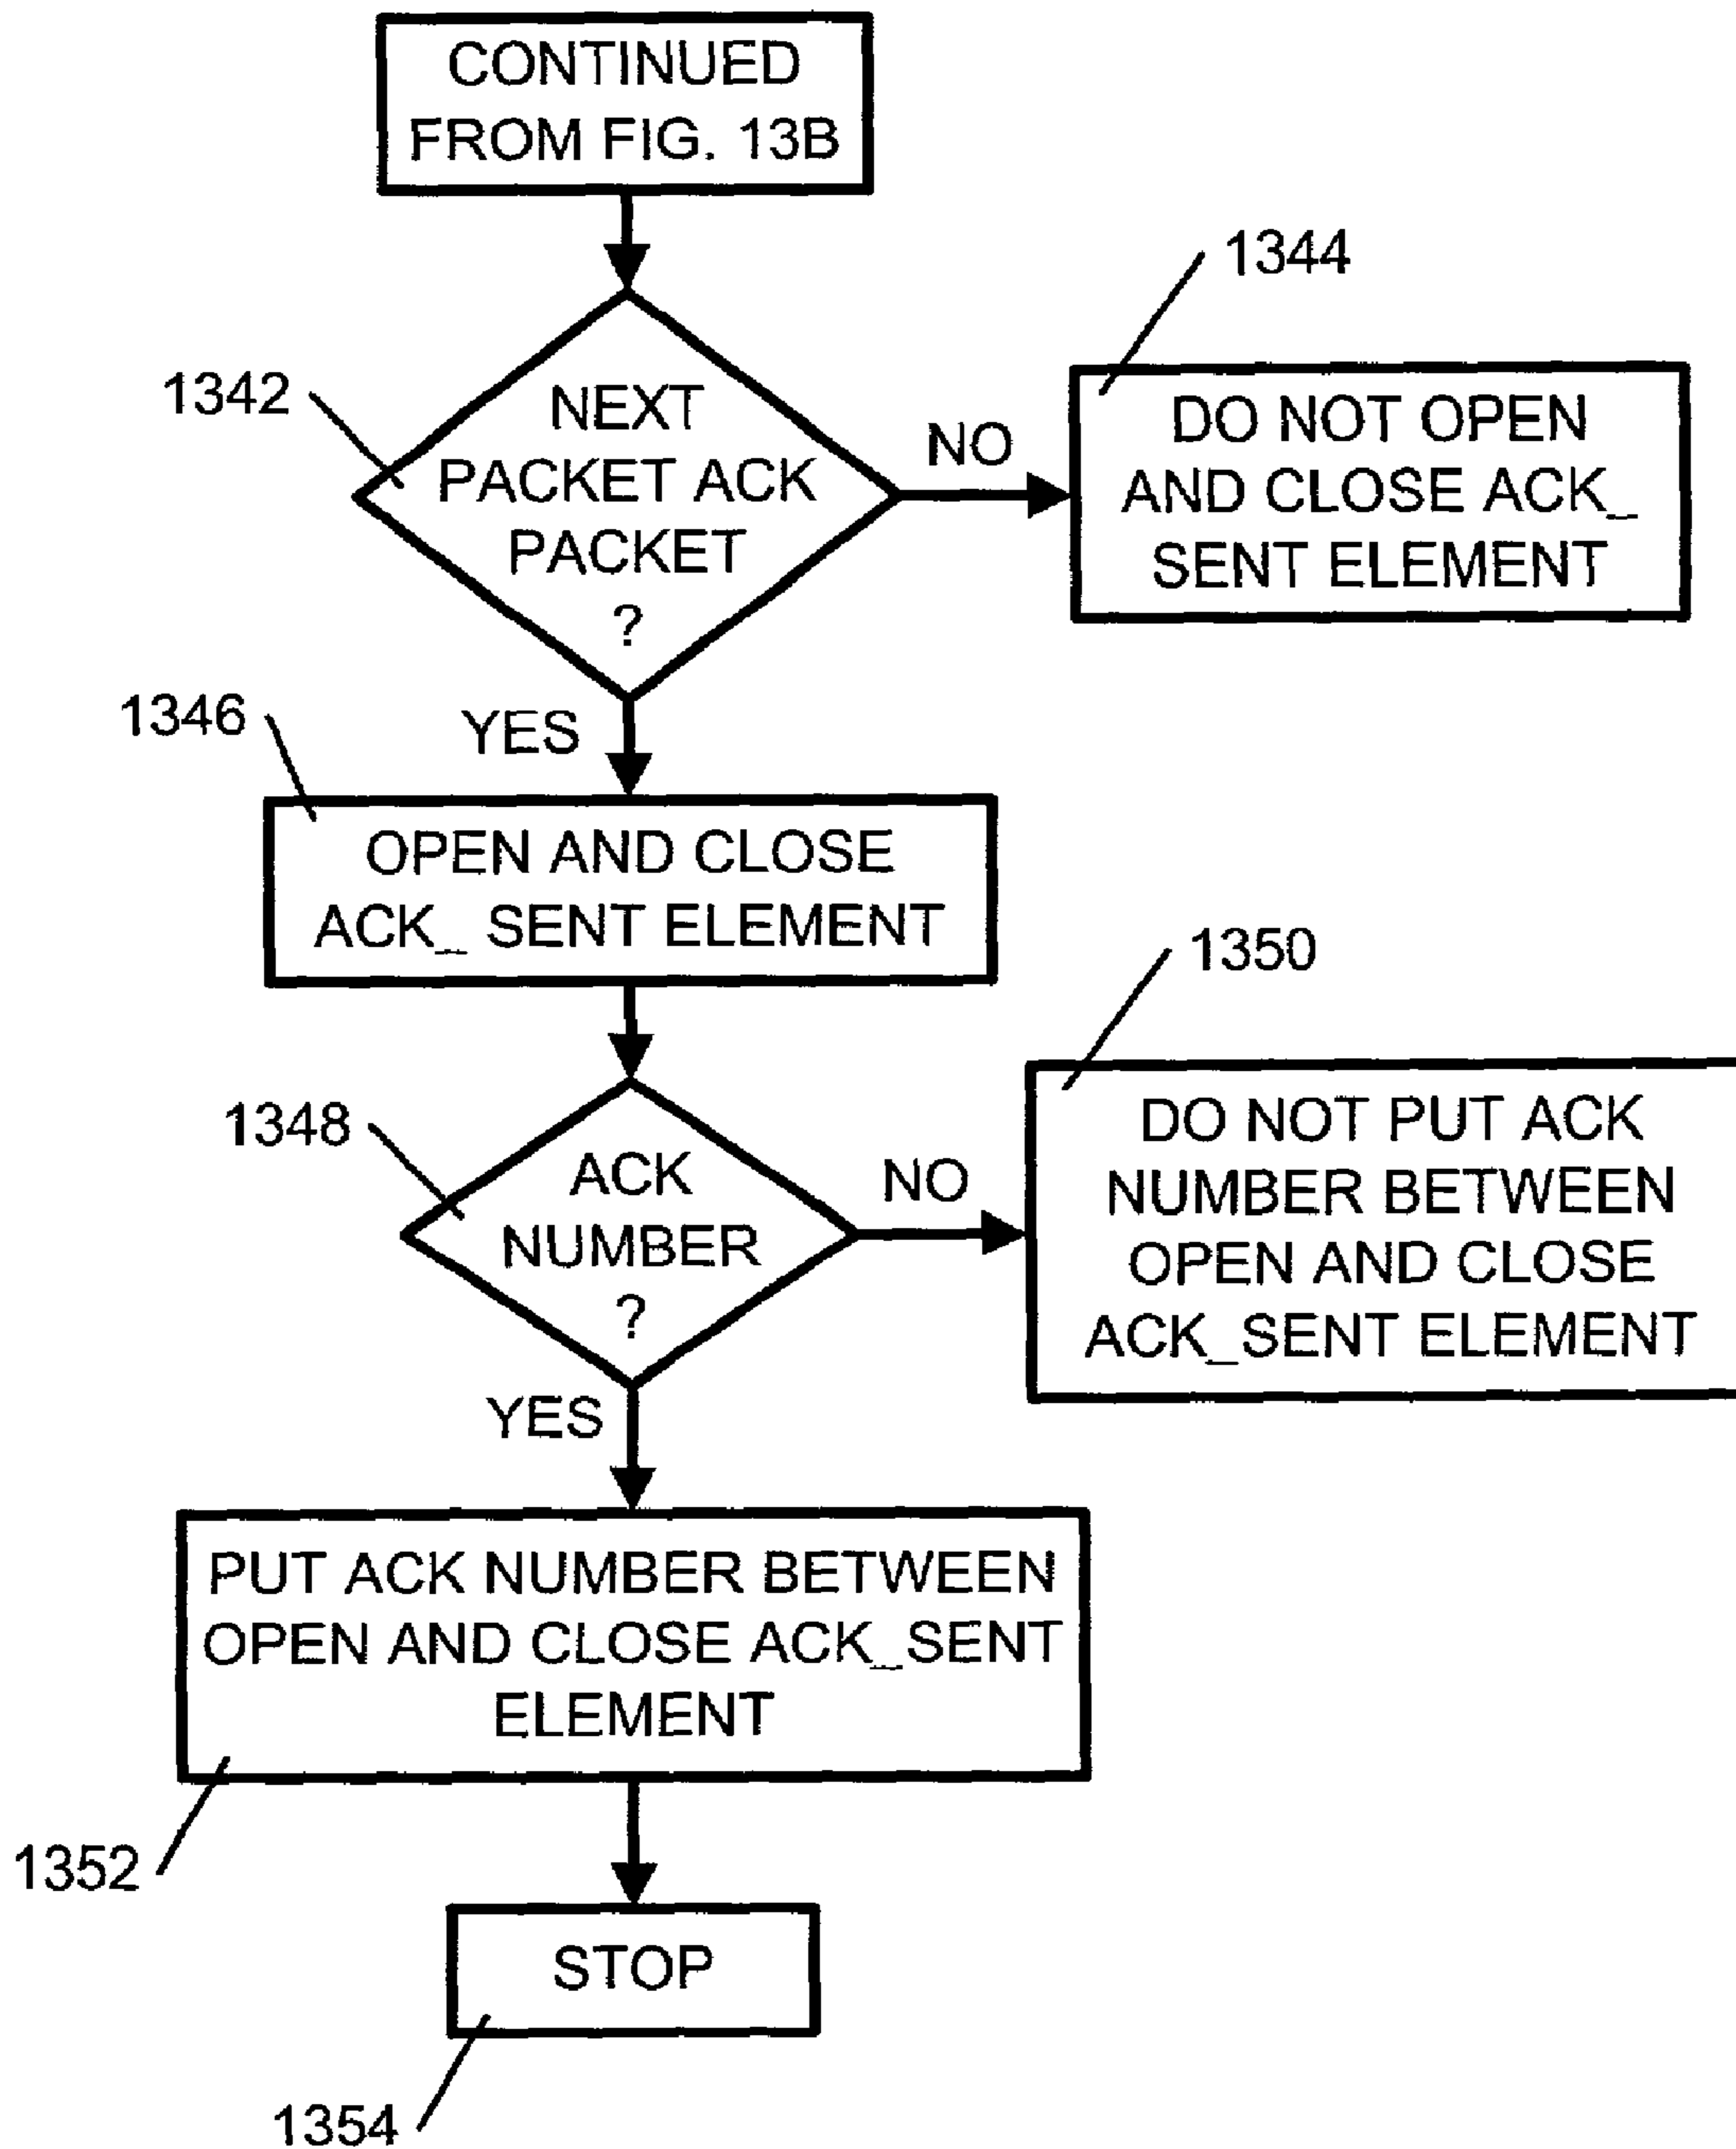 CONTINUED
FROM FIG. 13B
1344
1342
NEXT
PACKET ACK
PACKET
?
NO
DO NOT OPEN
AND CLOSE ACK_
SENT ELEMENT
1346
YES
OPEN AND CLOSE
ACK_ SENT ELEMENT
1350
1348
ACK
NUMBER
?
NO
DO NOT PUT ACK
NUMBER BETWEEN
OPEN AND CLOSE
ACK_SENT ELEMENT
YES
PUT ACK NUMBER BETWEEN
OPEN AND CLOSE ACK_SENT
ELEMENT
1352
STOP
1354